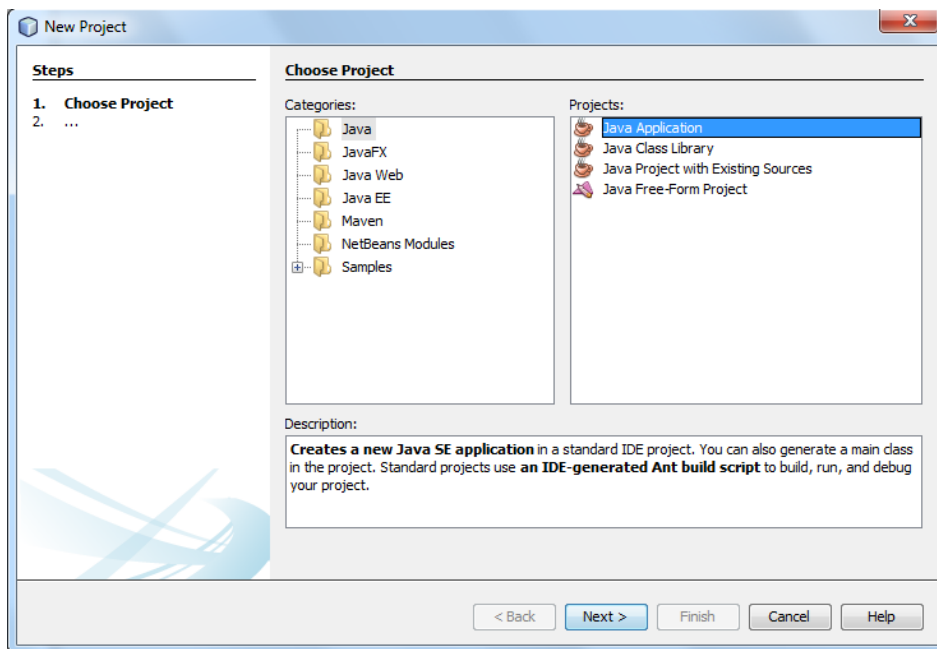 New Project
Steps
1. Choose Project
2. ...
Choose Project
Categories:
Java
JavaFX
Java Web
Java EE
Maven
NetBeans Modules
Samples
Projects:
Java Application
Java Class Library
Java Project with Existing Sources
Java Free-Form Project
Description:
Creates a new Java SE application in a standard IDE project. You can also generate a main class
in the project. Standard projects use an IDE-generated Ant build script to build, run, and debug
your project.
< Back
Next >
Finish
Cancel
Help